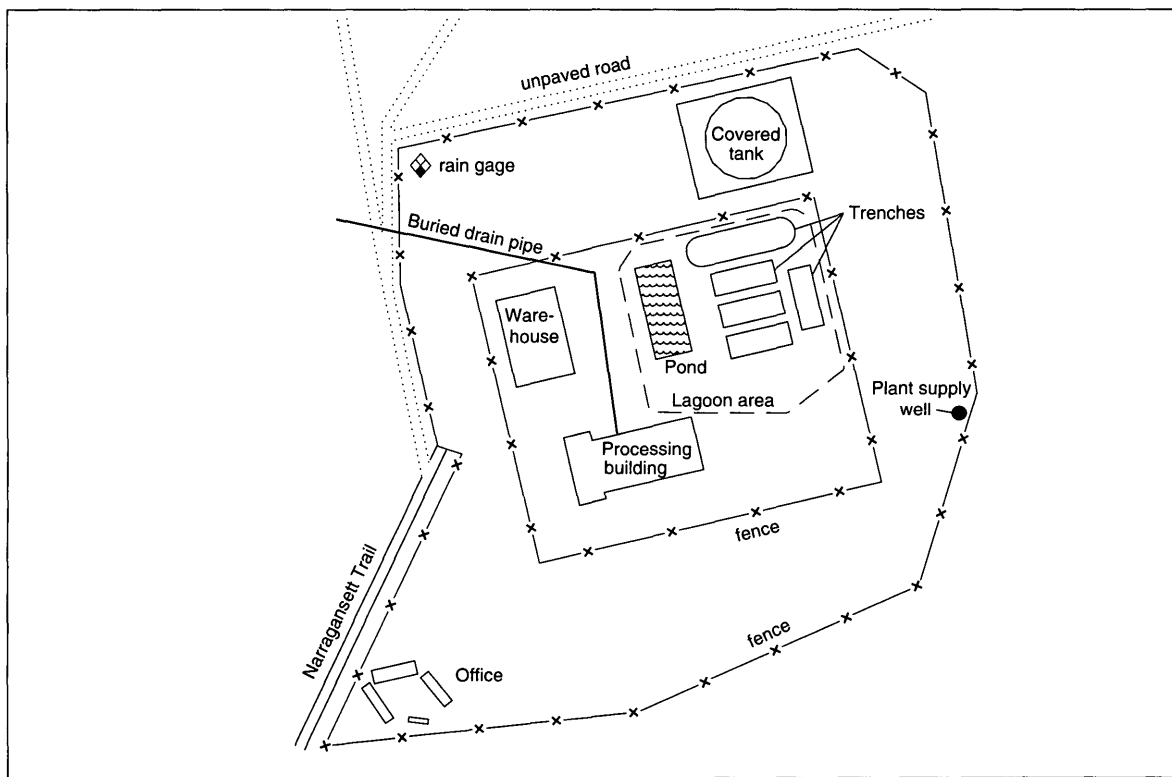 unpaved road
Covered
tank
rain gage
Trenches
Buried drain pipe
Ware-
house
Pond
Plant supply
well
Lagoon area
Processing
building
fence
Narragansett Trail
fence
Office